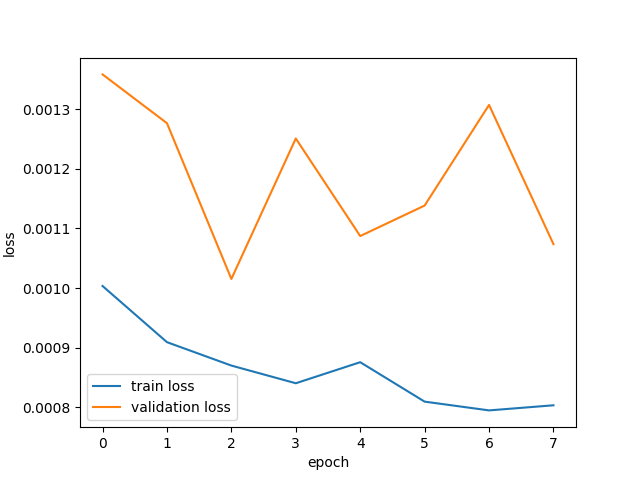 0.0013
0.0012
0.0011
0.0010
0.0009
0.0008
loss
train loss
validation loss
0 1 2 3 4 5 6 7
epoch